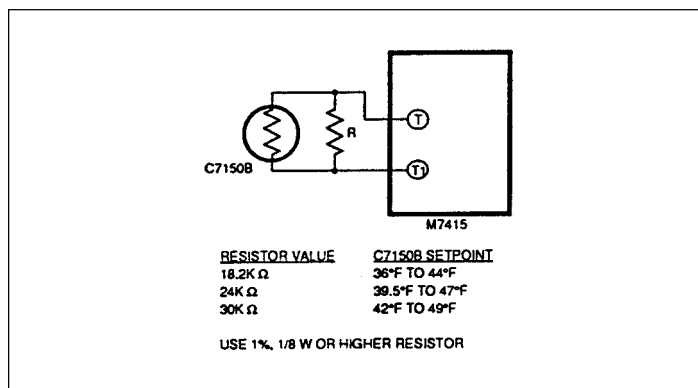 T
R
C7150B
T1
M7415
RESISTOR VALUE C7150B SETPOINT
18.2K Ω 36°F TO 44°F
24K Ω 39.5°F TO 47°F
30K Ω 42°F TO 49°F
USE 1%, 1/8 W OR HIGHER RESISTOR